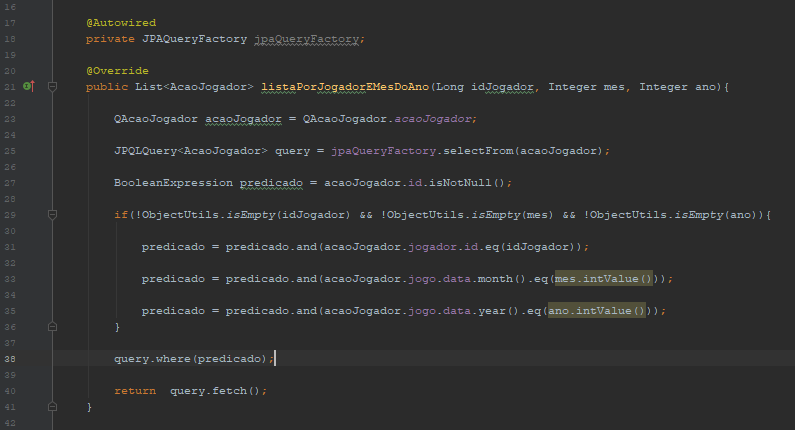 16
17 @Autowired
18 private JPAQueryFactory jpaQueryFactory;
19
20 @Override
21 public List<AcaoJogador> listaPorJogadorEMesDoAno(Long idJogador, Integer mes, Integer ano){
22
23 QAcaoJogador acaoJogador = QAcaoJogador.acaoJogador;
24
25 JPQLQuery<AcaoJogador> query = jpaQueryFactory.selectFrom(acaoJogador);
26
27 BooleanExpression predicado = acaoJogador.id.isNotNull();
28
29 if(!ObjectUtils.isEmpty(idJogador) && !ObjectUtils.isEmpty(mes) && !ObjectUtils.isEmpty(ano)){
30
31 predicado = predicado.and(acaoJogador.jogador.id.eq(idJogador));
32
33 predicado = predicado.and(acaoJogador.jogo.data.month().eq(mes.intValue()));
34
35 predicado = predicado.and(acaoJogador.jogo.data.year().eq(ano.intValue()));
36 }
37
38 query.where(predicado);
39
40 return  query.fetch();
41 }
42